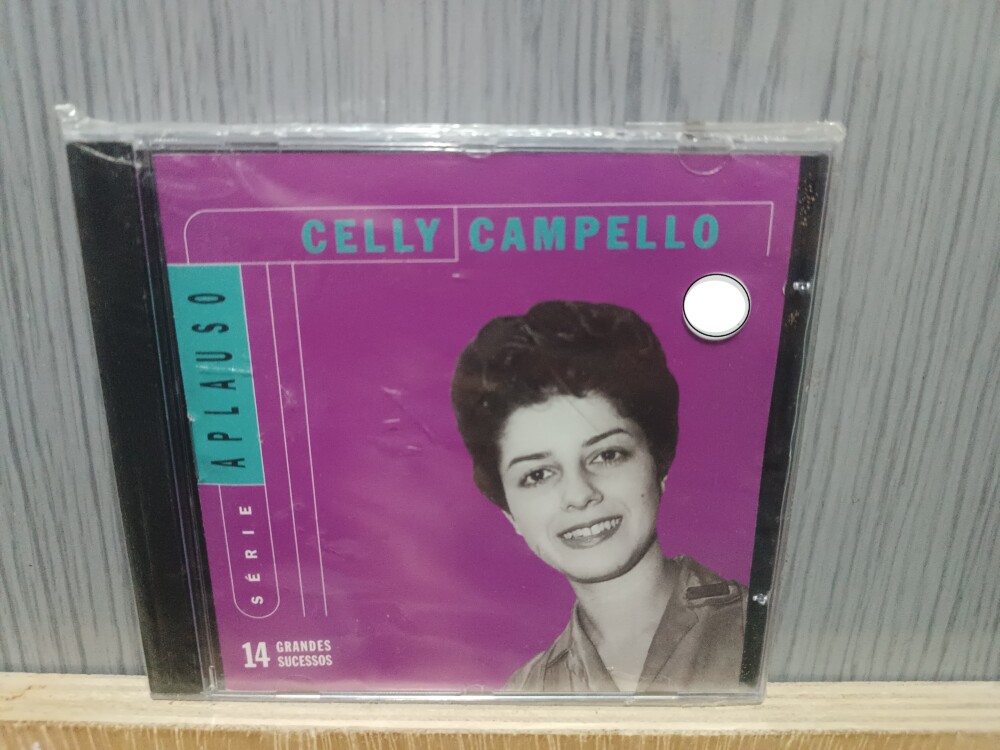 CELLY CAMPELLO
SÉRIE APLAUSO
14 GRANDES
SUCESSOS